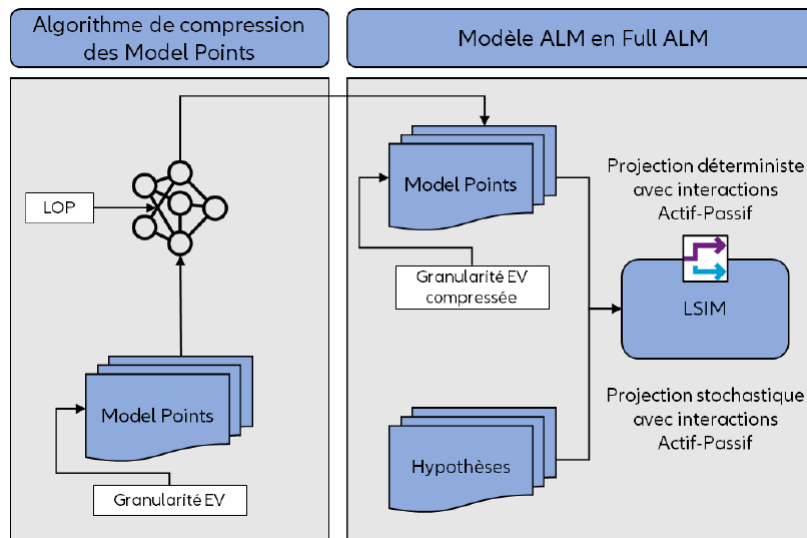 Algorithme de compression
des Model Points
Modèle ALM en Full ALM
LOP
Model Points
Granularité EV
Model Points
Granularité EV
compressée
Hypothèses
Projection déterministe
avec interactions
Actif-Passif
LSIM
Projection stochastique
avec interactions
Actif-Passif